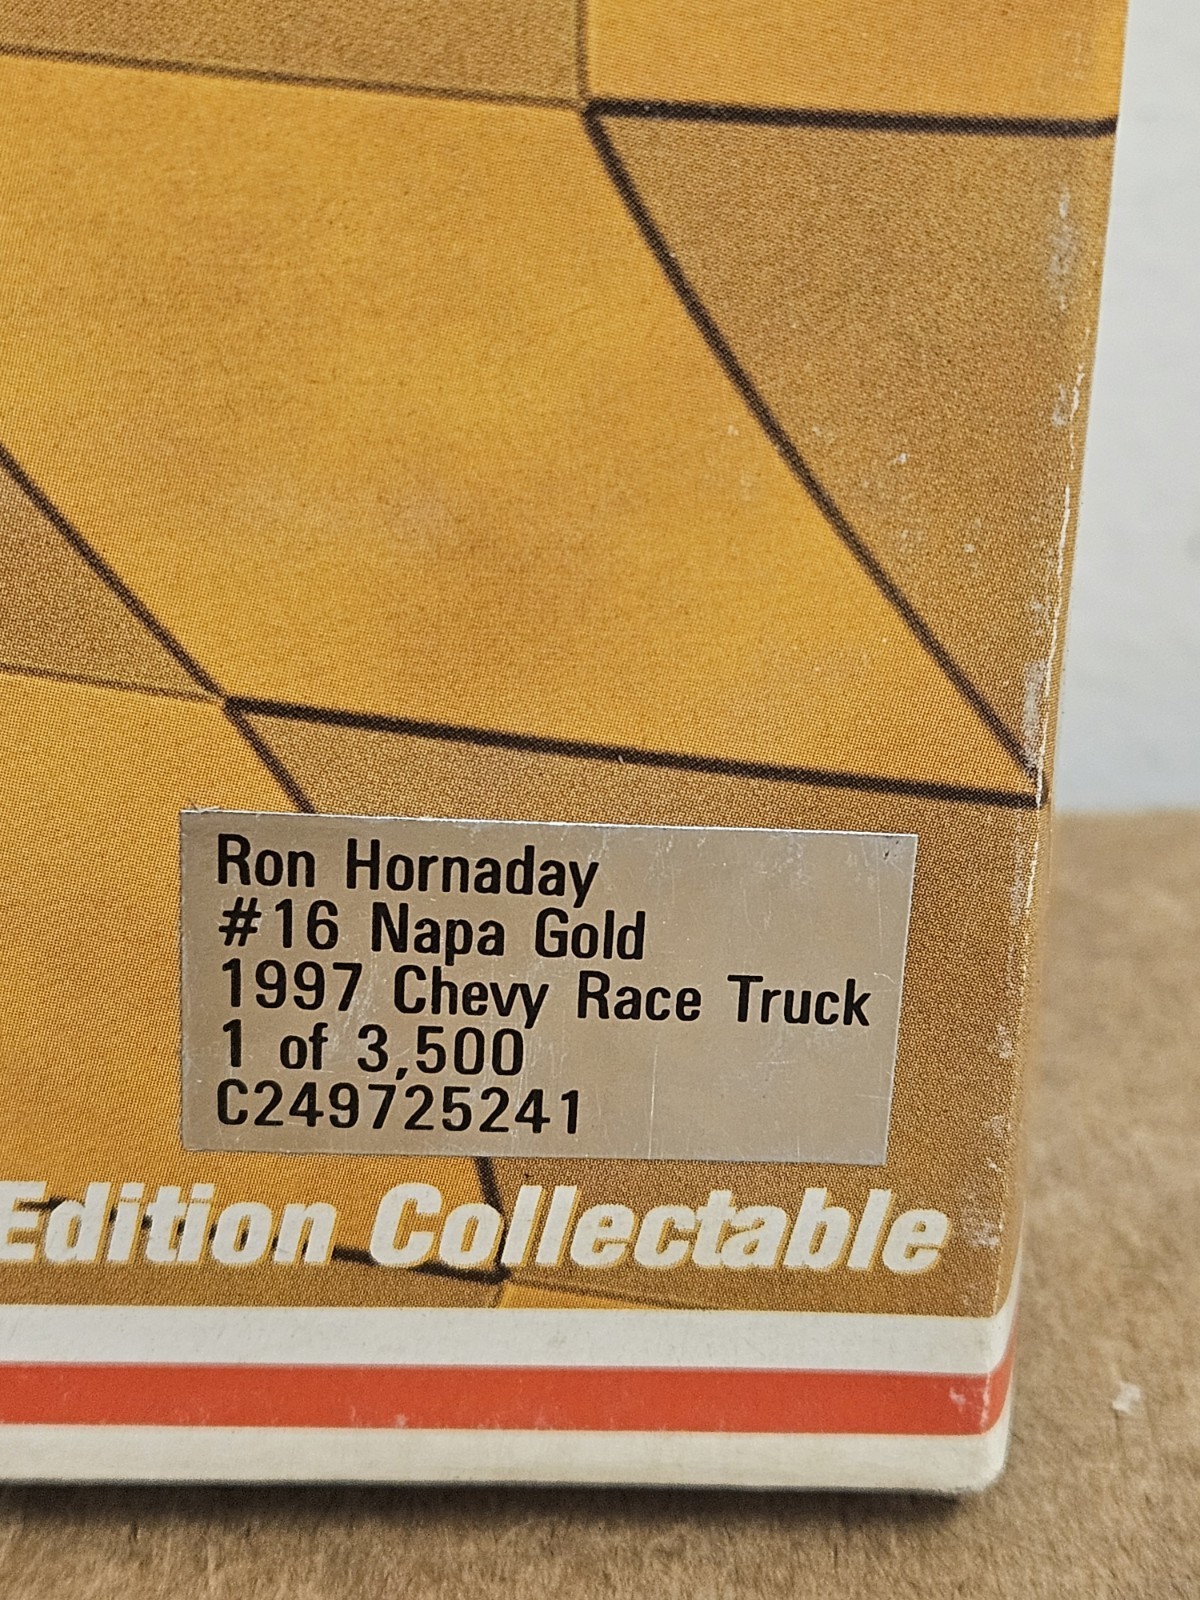 Ron Hornaday
#16 Napa Gold
1997 Chevy Race Truck
1 of 3,500
C249725241
Edition Collectable